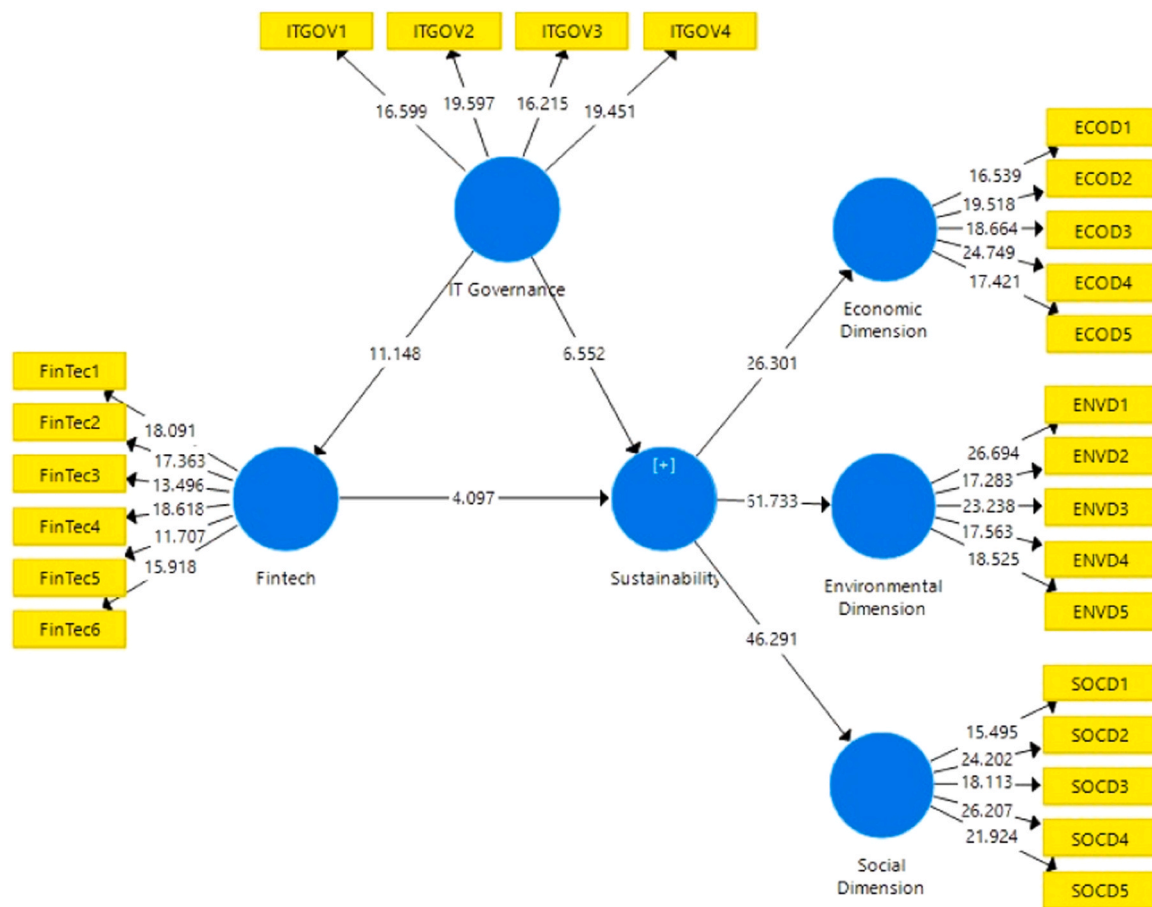 ITGOV1 ITGOV2 ITGOV3 ITGOV4
16.599 19.597 16.215 19.451
IT Governance
11.148 6.552
FinTec1
FinTec2
FinTec3
FinTec4
FinTec5
FinTec6
18.091
17.363
13.496
18.618
11.707
15.918
Fintech
4.097
[+]
Sustainability
26.301
51.733
46.291
Economic
Dimension
16.539
19.518
18.664
24.749
17.421
ECOD1
ECOD2
ECOD3
ECOD4
ECOD5
Environmental
Dimension
26.694
17.283
23.238
17.563
18.525
ENVD1
ENVD2
ENVD3
ENVD4
ENVD5
Social
Dimension
15.495
24.202
18.113
26.207
21.924
SOCD1
SOCD2
SOCD3
SOCD4
SOCD5